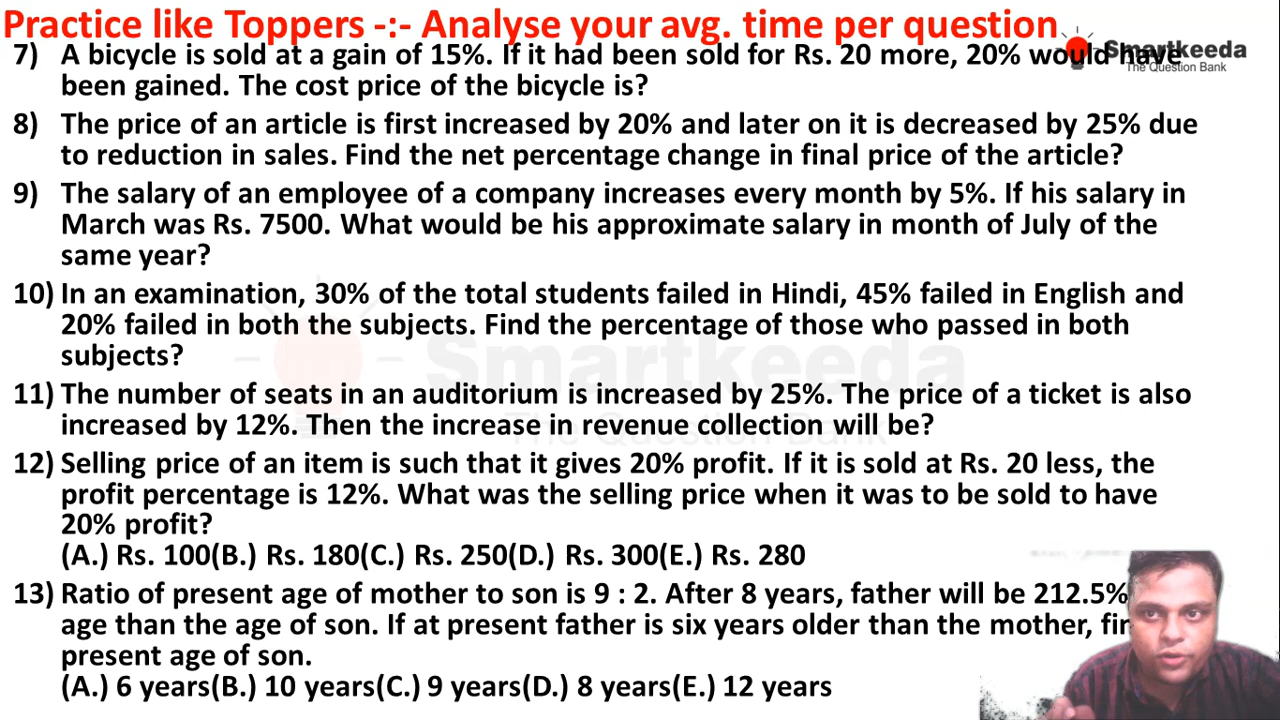 Practice like Toppers -:- Analyse your avg. time per question
Smartkeeda
The Question Bank
7) A bicycle is sold at a gain of 15%. If it had been sold for Rs. 20 more, 20% would have
been gained. The cost price of the bicycle is?
8) The price of an article is first increased by 20% and later on it is decreased by 25% due
to reduction in sales. Find the net percentage change in final price of the article?
9) The salary of an employee of a company increases every month by 5%. If his salary in
March was Rs. 7500. What would be his approximate salary in month of July of the
same year?
10) In an examination, 30% of the total students failed in Hindi, 45% failed in English and
20% failed in both the subjects. Find the percentage of those who passed in both
subjects?
Smartkeeda
The Question Bank
11) The number of seats in an auditorium is increased by 25%. The price of a ticket is also
increased by 12%. Then the increase in revenue collection will be?
12) Selling price of an item is such that it gives 20% profit. If it is sold at Rs. 20 less, the
profit percentage is 12%. What was the selling price when it was to be sold to have
20% profit?
(A.) Rs. 100(B.) Rs. 180(C.) Rs. 250(D.) Rs. 300(E.) Rs. 280
13) Ratio of present age of mother to son is 9 : 2. After 8 years, father will be 212.5%
age than the age of son. If at present father is six years older than the mother,
present age of son.
(A.) 6 years(B.) 10 years(C.) 9 years(D.) 8 years(E.) 12 years